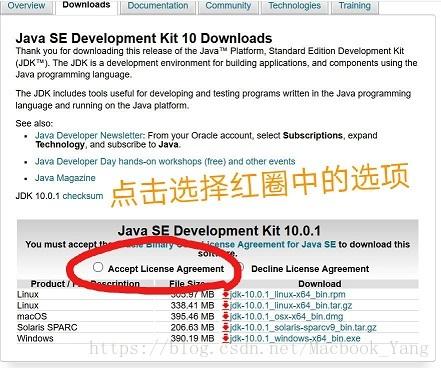 Overview Downloads Documentation Community Technologies Training
Java SE Development Kit 10 Downloads
Thank you for downloading this release of the Java™ Platform, Standard Edition Development Kit
(JDK™). The JDK is a development environment for building applications, and components using the
Java programming language.
The JDK includes tools useful for developing and testing programs written in the Java programming
language and running on the Java platform.
See also:
Java Developer Newsletter: From your Oracle account, select Subscriptions, expand
Technology, and subscribe to Java.
Java Developer Day hands-on workshops (free) and other events
Java Magazine
JDK 10.0.1 checksum
点击选择红圈中的选项
Java SE Development Kit 10.0.1
You must accept the Oracle Binary Code License Agreement for Java SE to download this
software.
Accept License Agreement Decline License Agreement
Product / File Description File Size Download
Linux 305.97 MB jdk-10.0.1_linux-x64_bin.rpm
Linux 338.41 MB jdk-10.0.1_linux-x64_bin.tar.gz
macOS 395.46 MB jdk-10.0.1_osx-x64_bin.dmg
Solaris SPARC 206.63 MB jdk-10.0.1_solaris-sparcv9_bin.tar.gz
Windows 390.19 MB jdk-10.0.1_windows-x64_bin.exe
https://blog.csdn.net/Macbook_Yang